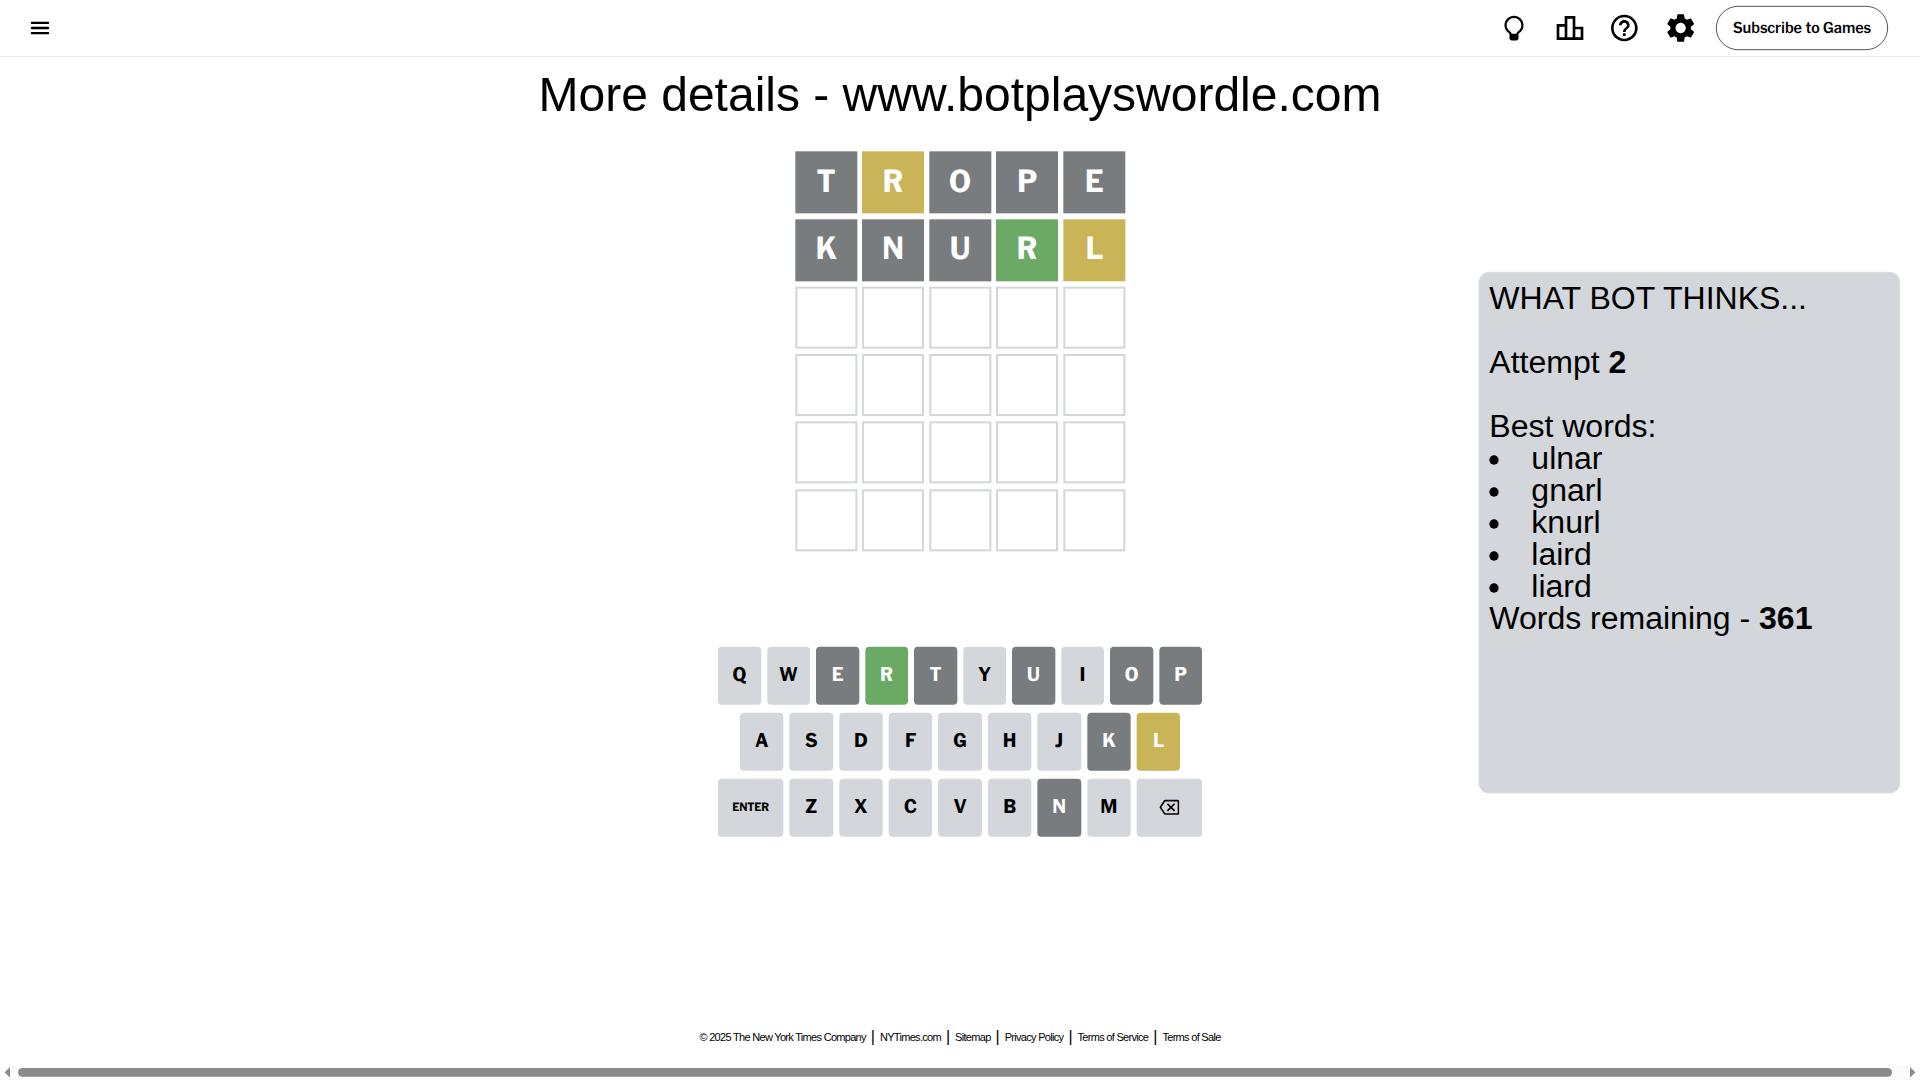 Subscribe to Games
More details - www.botplayswordle.com
T R O P E
K N U R L
WHAT BOT THINKS...
Attempt 2
Best words:
• ulnar
• gnarl
• knurl
• laird
• liard
Words remaining - 361
Q W E R T Y U I O P
A S D F G H J K L
ENTER Z X C V B N M
© 2025 The New York Times Company | NYTimes.com | Sitemap | Privacy Policy | Terms of Service | Terms of Sale